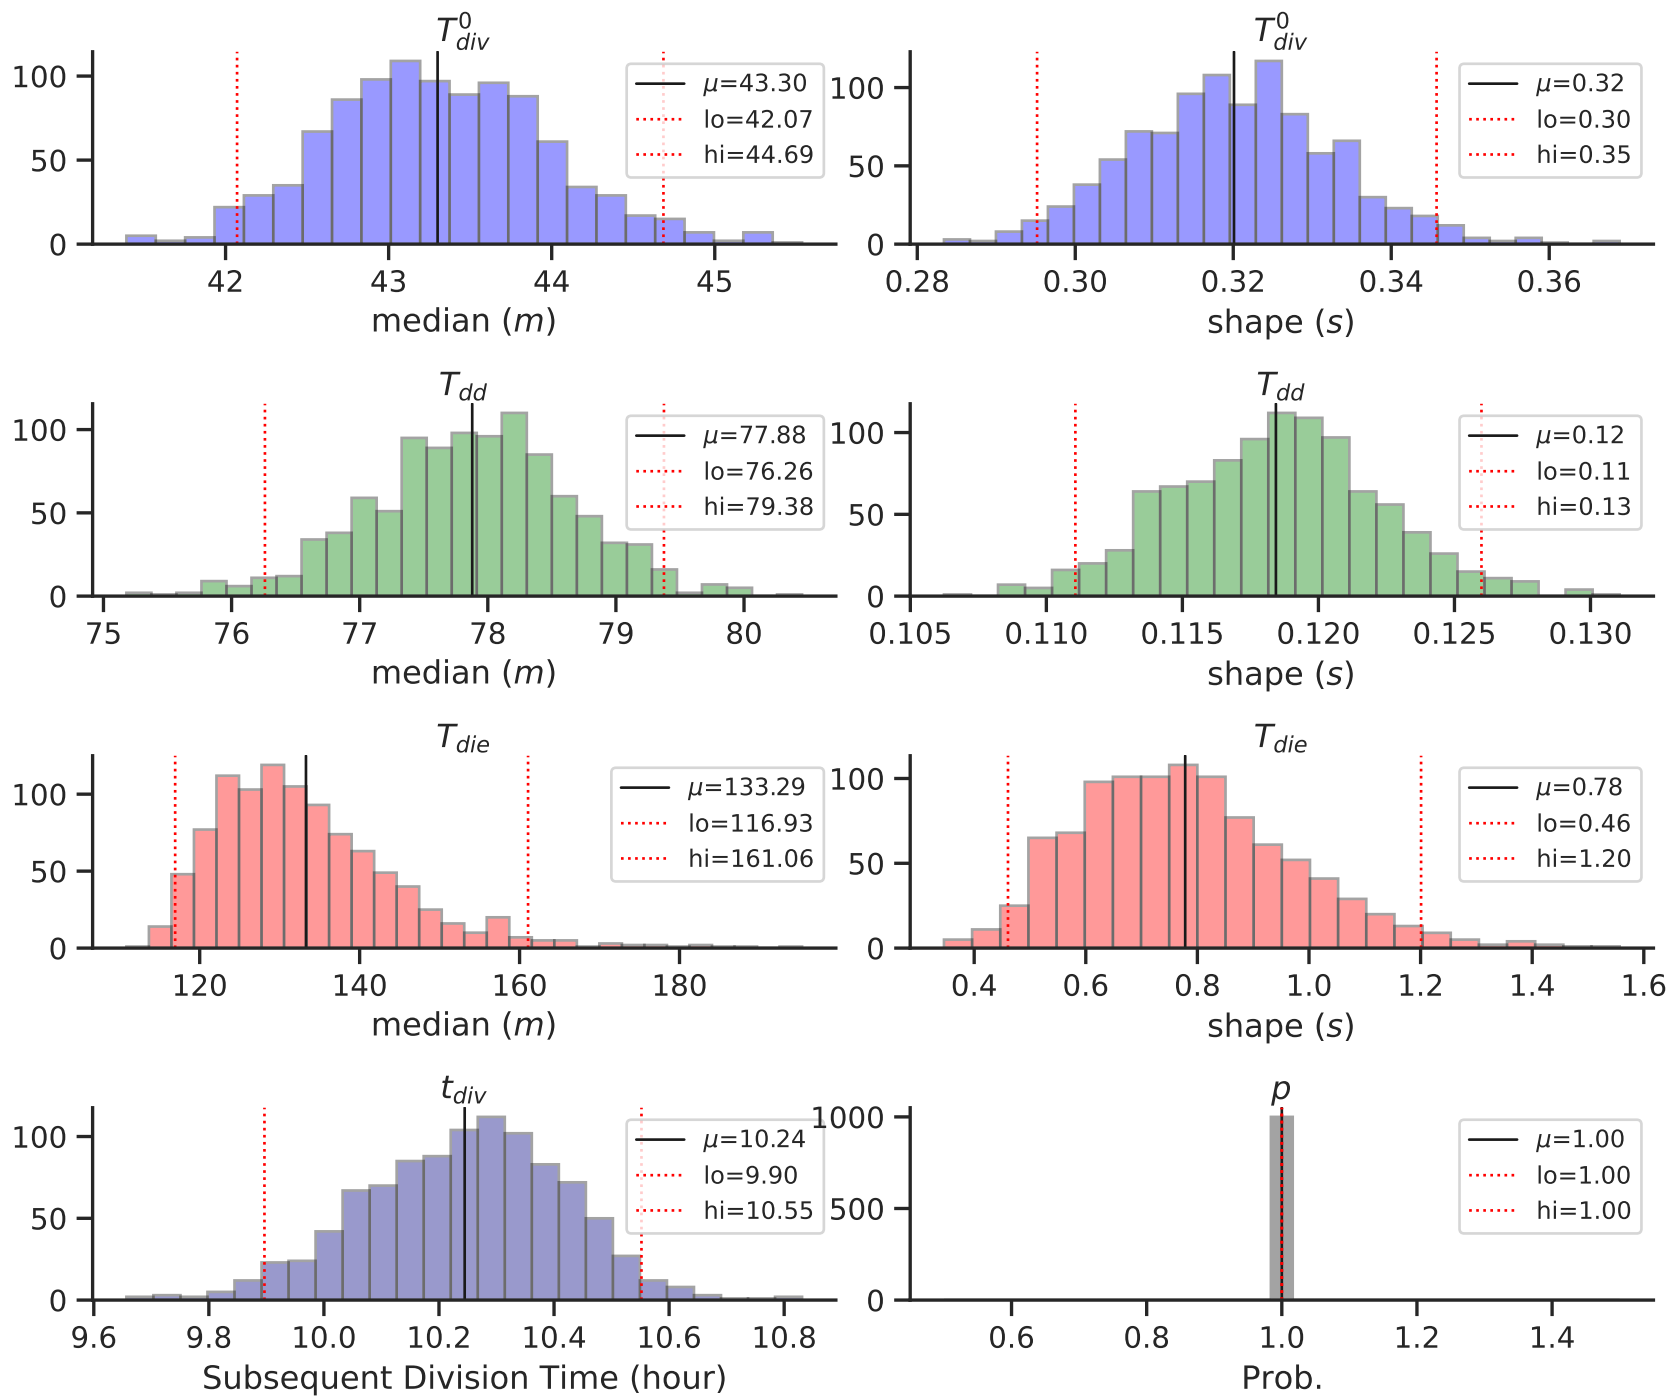 T⁰div
100
50
0
μ=43.30
lo=42.07
hi=44.69
42 43 44 45
median (m)
T⁰div
100
50
0
μ=0.32
lo=0.30
hi=0.35
0.28 0.30 0.32 0.34 0.36
shape (s)
Tdd
100
50
0
μ=77.88
lo=76.26
hi=79.38
75 76 77 78 79 80
median (m)
Tdd
100
50
0
μ=0.12
lo=0.11
hi=0.13
0.105 0.110 0.115 0.120 0.125 0.130
shape (s)
Tdie
100
50
0
μ=133.29
lo=116.93
hi=161.06
120 140 160 180
median (m)
Tdie
100
50
0
μ=0.78
lo=0.46
hi=1.20
0.4 0.6 0.8 1.0 1.2 1.4 1.6
shape (s)
tdiv
100
50
0
μ=10.24
lo=9.90
hi=10.55
9.6 9.8 10.0 10.2 10.4 10.6 10.8
Subsequent Division Time (hour)
p
1000
500
0
μ=1.00
lo=1.00
hi=1.00
0.6 0.8 1.0 1.2 1.4
Prob.